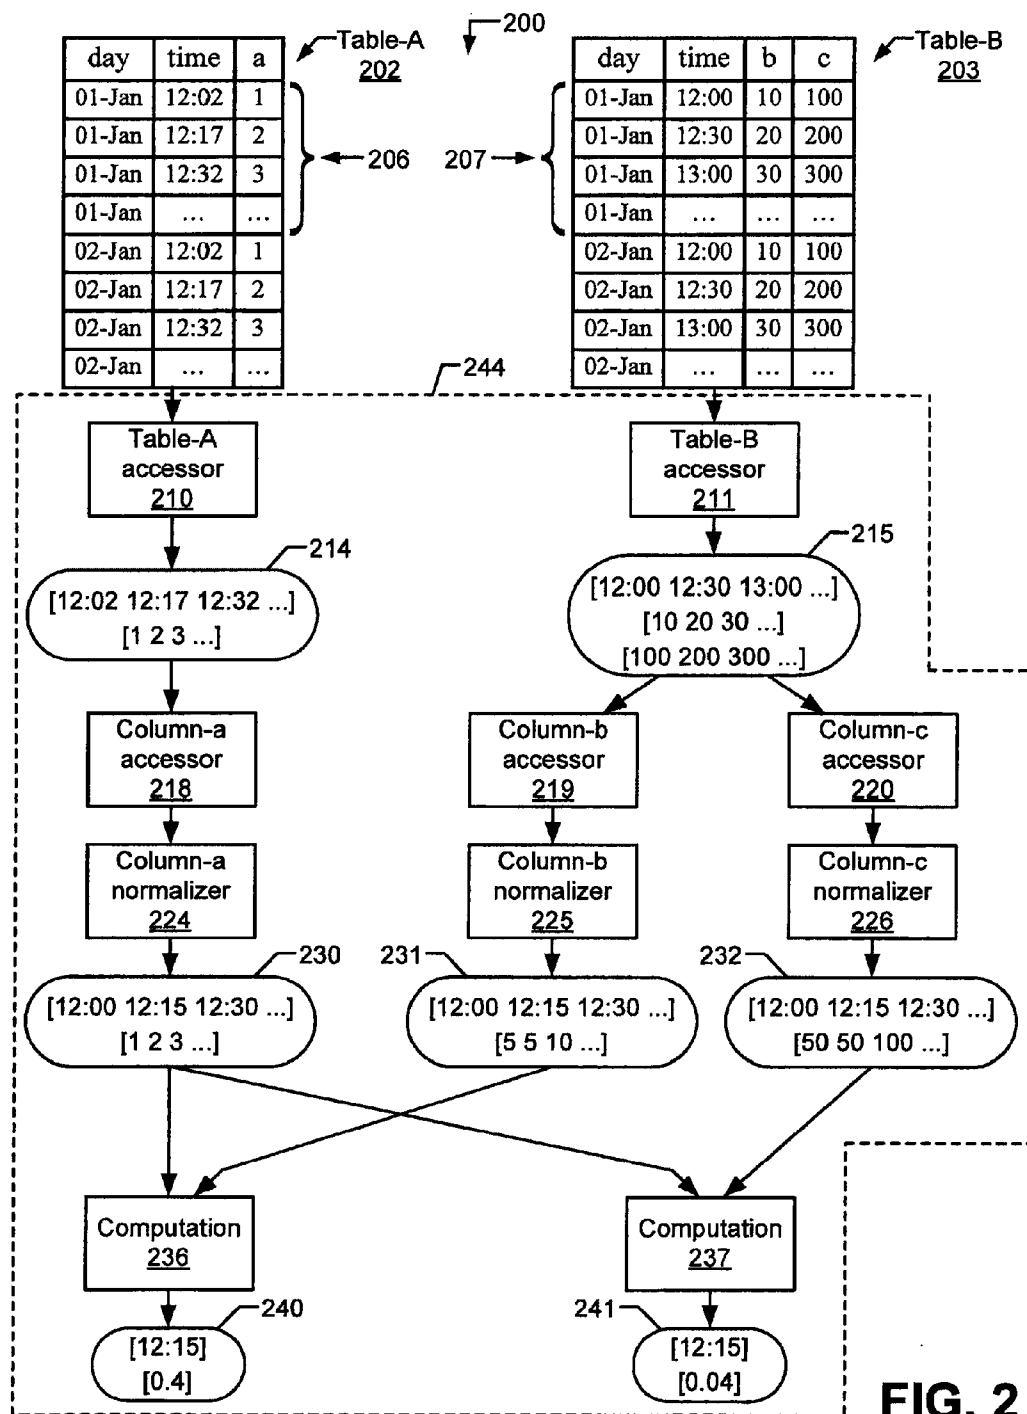 200
Table-A
202
Table-B
203
day time a
01-Jan 12:02 1
01-Jan 12:17 2
01-Jan 12:32 3
01-Jan ... ...
02-Jan 12:02 1
02-Jan 12:17 2
02-Jan 12:32 3
02-Jan ... ...
206
207
day time b c
01-Jan 12:00 10 100
01-Jan 12:30 20 200
01-Jan 13:00 30 300
01-Jan ... ... ...
02-Jan 12:00 10 100
02-Jan 12:30 20 200
02-Jan 13:00 30 300
02-Jan ... ... ...
244
Table-A
accessor
210
Table-B
accessor
211
214
[12:02 12:17 12:32 ...]
[1 2 3 ...]
215
[12:00 12:30 13:00 ...]
[10 20 30 ...]
[100 200 300 ...]
Column-a
accessor
218
Column-b
accessor
219
Column-c
accessor
220
Column-a
normalizer
224
Column-b
normalizer
225
Column-c
normalizer
226
230
[12:00 12:15 12:30 ...]
[1 2 3 ...]
231
[12:00 12:15 12:30 ...]
[5 5 10 ...]
232
[12:00 12:15 12:30 ...]
[50 50 100 ...]
Computation
236
Computation
237
240
[12:15]
[0.4]
241
[12:15]
[0.04]
FIG. 2